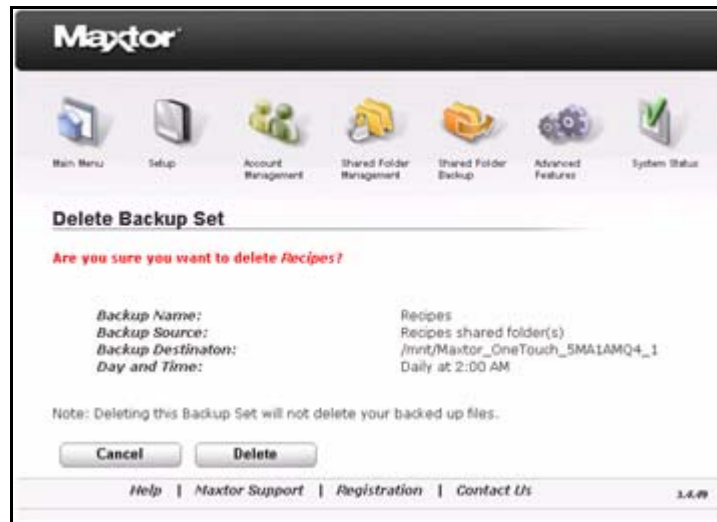 Maxtor
Main Menu
Setup
Account Management
Shared Folder Management
Shared Folder Backup
Advanced Features
System Status
Delete Backup Set
Are you sure you want to delete Recipes?
Backup Name: Recipes
Backup Source: Recipes shared folder(s)
Backup Destinaton: /mnt/Maxtor_OneTouch_5MA1AMQ4_1
Day and Time: Daily at 2:00 AM
Note: Deleting this Backup Set will not delete your backed up files.
Cancel Delete
Help | Maxtor Support | Registration | Contact Us